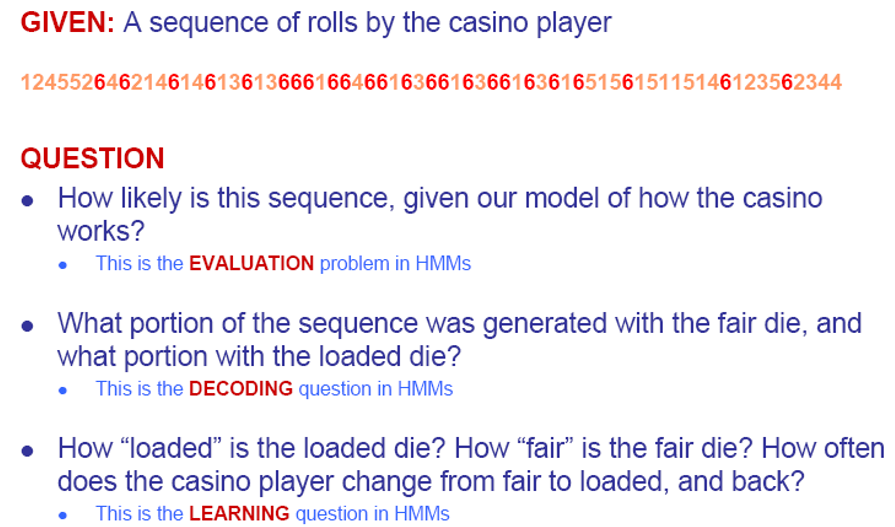 GIVEN: A sequence of rolls by the casino player
1245526462146146136136661664661636616366163616515615115146123562344
QUESTION
• How likely is this sequence, given our model of how the casino
works?
• This is the EVALUATION problem in HMMs
• What portion of the sequence was generated with the fair die, and
what portion with the loaded die?
• This is the DECODING question in HMMs
• How “loaded” is the loaded die? How “fair” is the fair die? How often
does the casino player change from fair to loaded, and back?
• This is the LEARNING question in HMMs